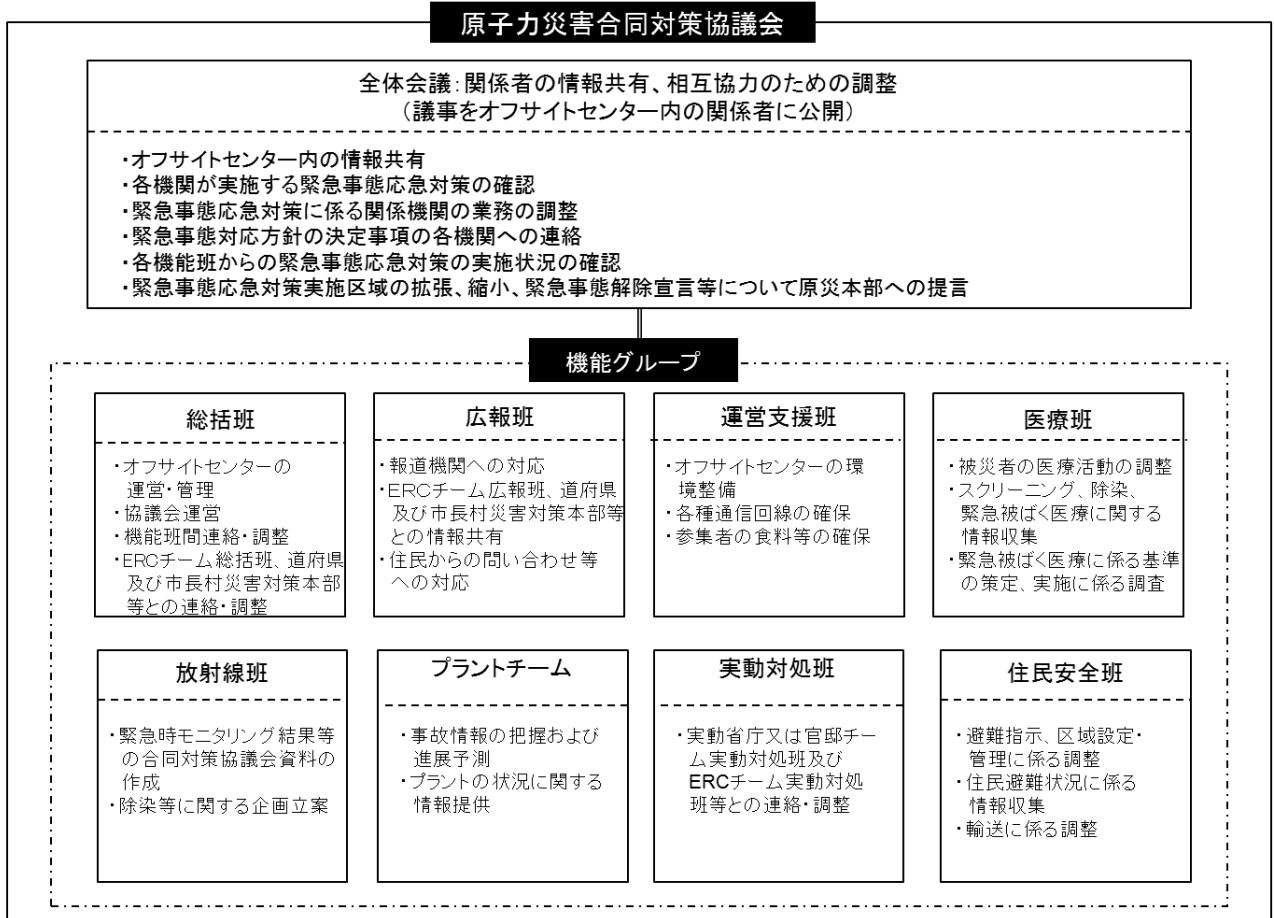 原子力災害合同対策協議会
全体会議:関係者の情報共有、相互協力のための調整
(議事をオフサイトセンター内の関係者に公開)
・オフサイトセンター内の情報共有
・各機関が実施する緊急事態応急対策の確認
・緊急事態応急対策に係る関係機関の業務の調整
・緊急事態対応方針の決定事項の各機関への連絡
・各機能班からの緊急事態応急対策の実施状況の確認
・緊急事態応急対策実施区域の拡張、縮小、緊急事態解除宣言等について原災本部への提言
機能グループ
総括班
・オフサイトセンターの
運営・管理
・協議会運営
・機能班間連絡・調整
・ERCチーム総括班、道府県
及び市長村災害対策本部
等との連絡・調整
広報班
・報道機関への対応
・ERCチーム広報班、道府県
及び市長村災害対策本部等
との情報共有
・住民からの問い合わせ等
への対応
運営支援班
・オフサイトセンターの環
境整備
・各種通信回線の確保
・参集者の食料等の確保
医療班
・被災者の医療活動の調整
・スクリーニング、除染、
緊急被ばく医療に関する
情報収集
・緊急被ばく医療に係る基準
の策定、実施に係る調査
放射線班
・緊急時モニタリング結果等
の合同対策協議会資料の
作成
・除染等に関する企画立案
プラントチーム
・事故情報の把握および
進展予測
・プラントの状況に関する
情報提供
実動対処班
・実動省庁又は官邸チー
ム実動対処班及び
ERCチーム実動対処
班等との連絡・調整
住民安全班
・避難指示、区域設定・
管理に係る調整
・住民避難状況に係る
情報収集
・輸送に係る調整